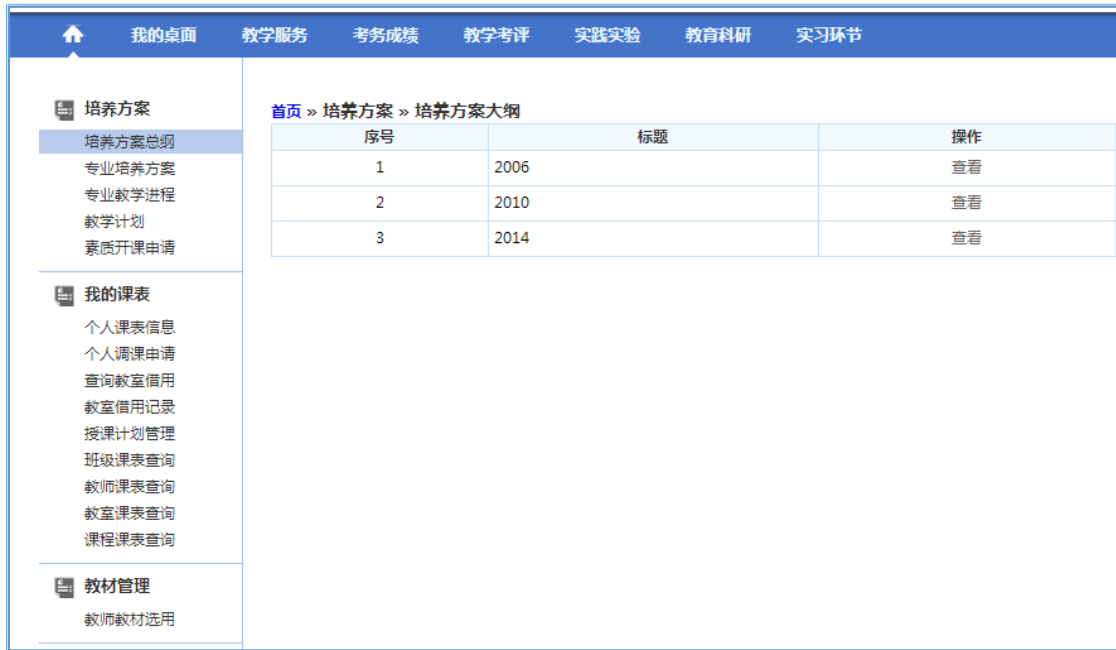 我的桌面 教学服务 考务成绩 教学考评 实践实验 教育科研 实习环节
培养方案
培养方案总纲
专业培养方案
专业教学进程
教学计划
素质开课申请
我的课表
个人课表信息
个人调课申请
查询教室借用
教室借用记录
授课计划管理
班级课表查询
教师课表查询
教室课表查询
课程课表查询
教材管理
教师教材选用
首页 » 培养方案 » 培养方案大纲
序号 标题 操作
1 2006 查看
2 2010 查看
3 2014 查看